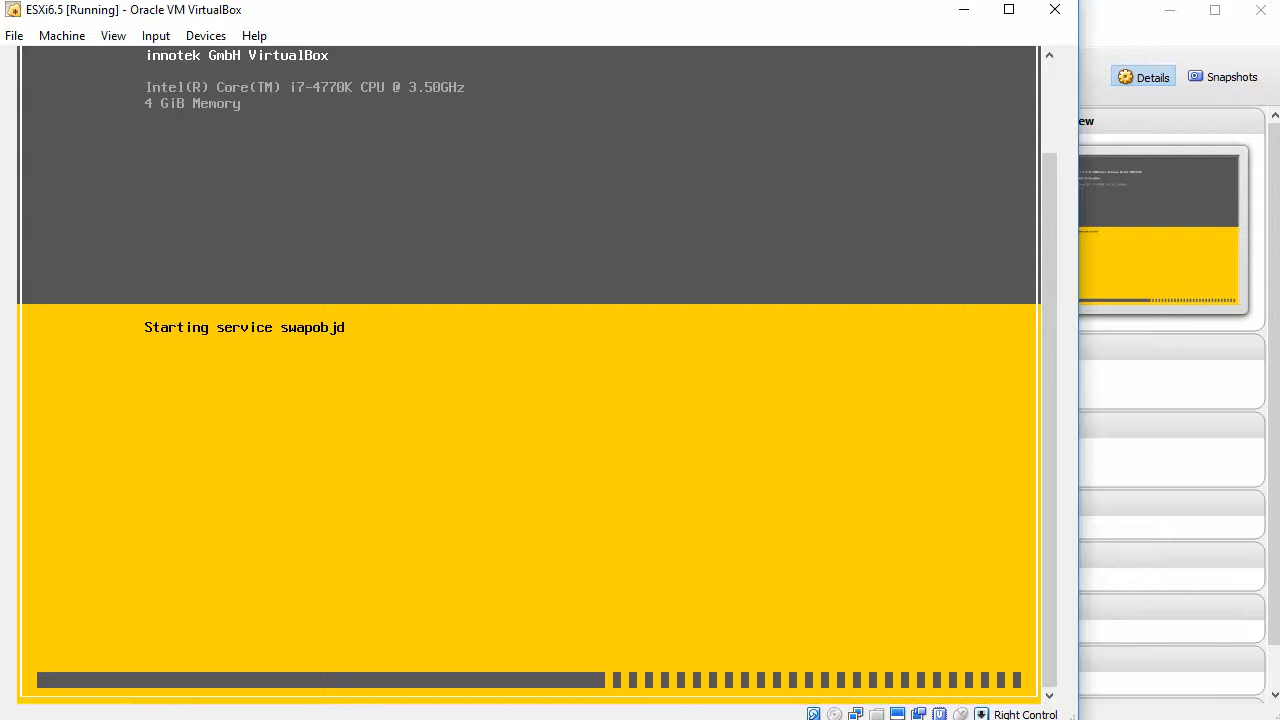 ESXi6.5 [Running] - Oracle VM VirtualBox
File Machine View Input Devices Help
Details Snapshots
innotek GmbH VirtualBox
Intel(R) Core(TM) i7-4770K CPU @ 3.50GHz
4 GiB Memory
ew
Starting service swapobjd
Right Control